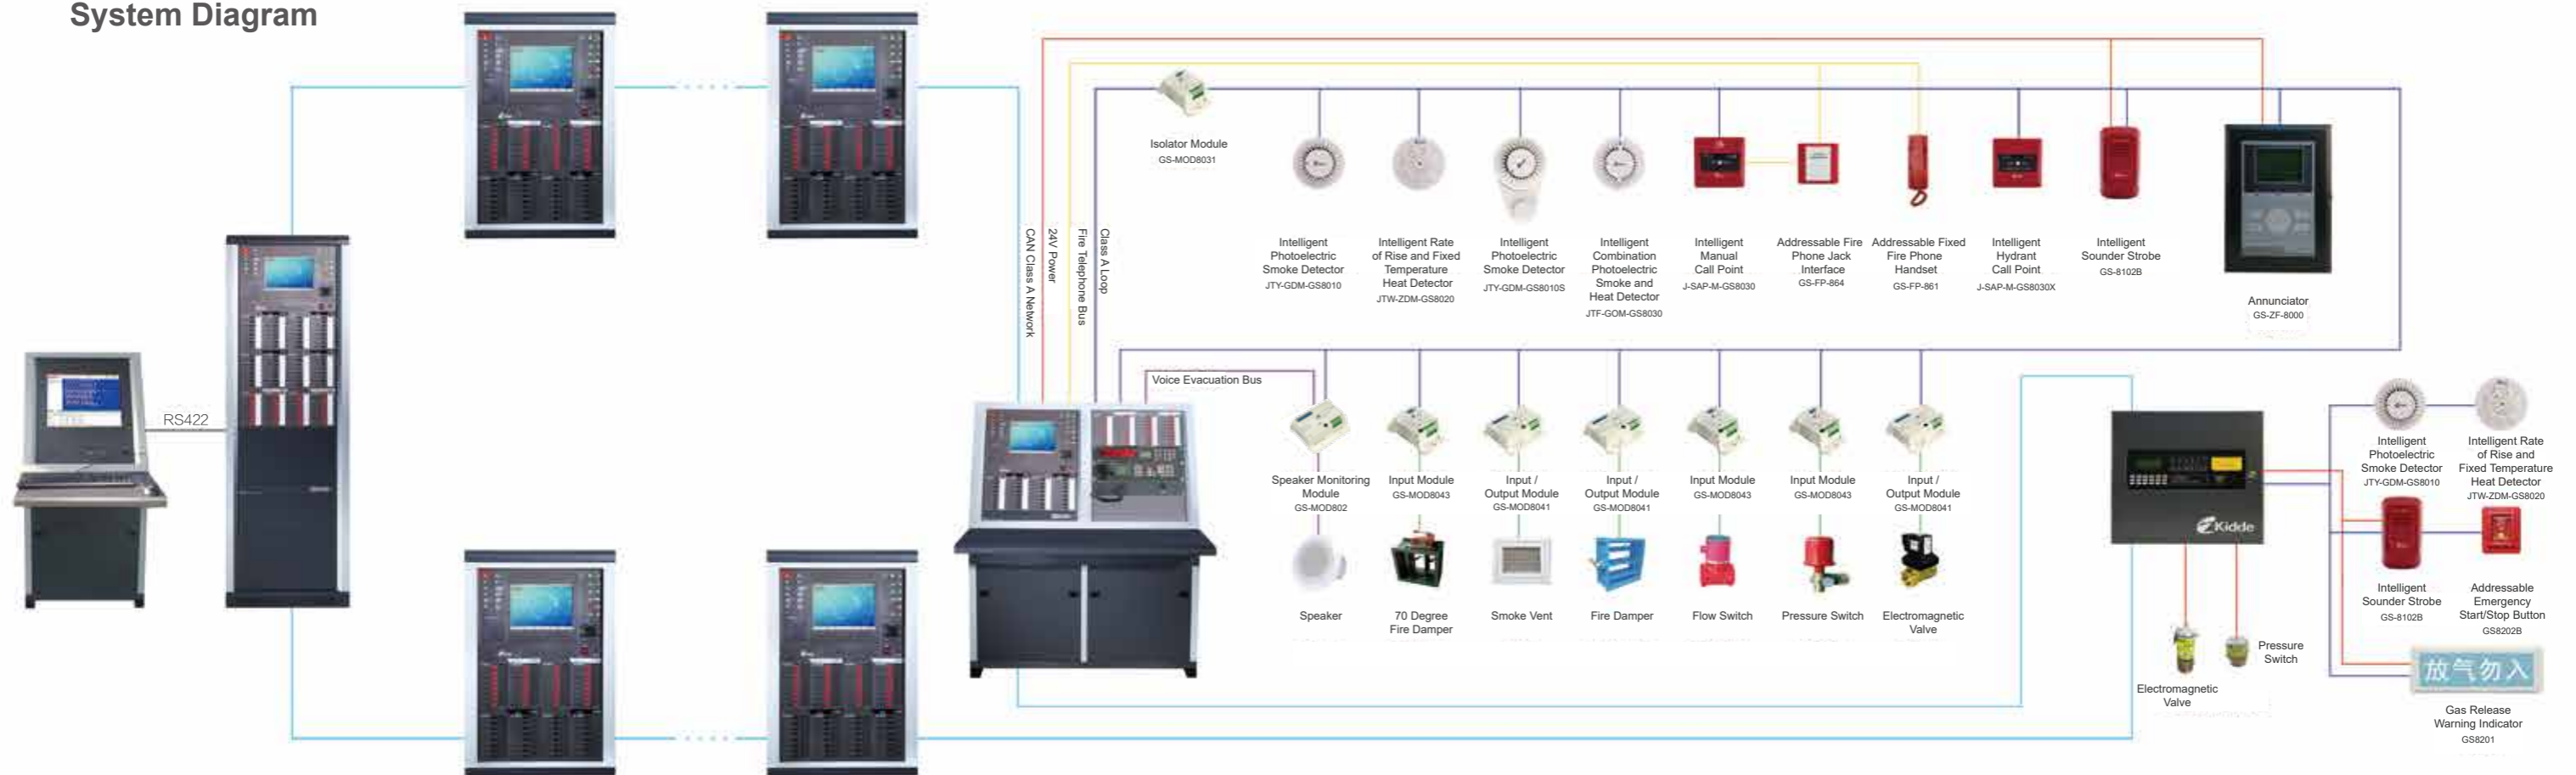 System Diagram
RS422
CAN Class A Network
24V Power
Fire Telephone Bus
Class A Loop
Isolator Module
GS-MOD8031
Intelligent
Photoelectric
Smoke Detector
JTY-GDM-GS8010
Intelligent Rate
of Rise and Fixed
Temperature
Heat Detector
JTW-ZDM-GS8020
Intelligent
Photoelectric
Smoke Detector
JTY-GDM-GS8010S
Intelligent
Combination
Photoelectric
Smoke and
Heat Detector
JTF-GOM-GS8030
Intelligent
Manual
Call Point
J-SAP-M-GS8030
Addressable Fire
Phone Jack
Interface
GS-FP-864
Addressable Fixed
Fire Phone
Handset
GS-FP-861
Intelligent
Hydrant
Call Point
J-SAP-M-GS8030X
Intelligent
Sounder Strobe
GS-8102B
Annunciator
GS-ZF-8000
Voice Evacuation Bus
Speaker Monitoring
Module
GS-MOD802
Input Module
GS-MOD8043
Input /
Output Module
GS-MOD8041
Input /
Output Module
GS-MOD8041
Input Module
GS-MOD8043
Input Module
GS-MOD8043
Input /
Output Module
GS-MOD8041
Speaker
70 Degree
Fire Damper
Smoke Vent
Fire Damper
Flow Switch
Pressure Switch
Electromagnetic
Valve
Kidde
Electromagnetic
Valve
Pressure
Switch
Intelligent
Photoelectric
Smoke Detector
JTY-GDM-GS8010
Intelligent Rate
of Rise and
Fixed Temperature
Heat Detector
JTW-ZDM-GS8020
Intelligent
Sounder Strobe
GS-8102B
Addressable
Emergency
Start/Stop Button
GS8202B
放气勿入
Gas Release
Warning Indicator
GS8201